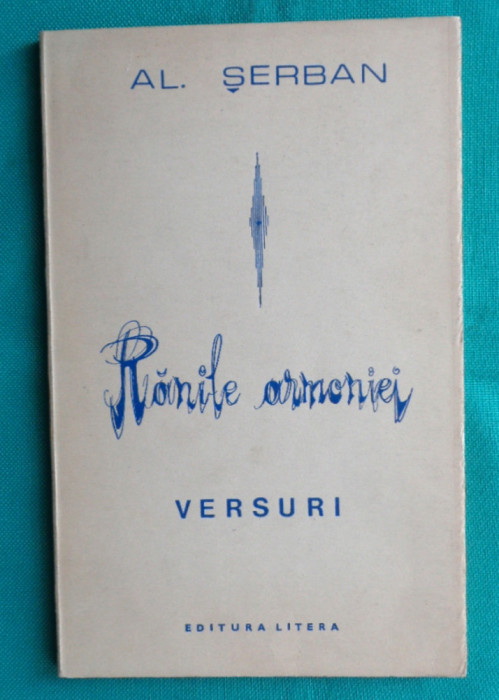 AL. ȘERBAN
Rănile armoniei
VERSURI
EDITURA LITERA